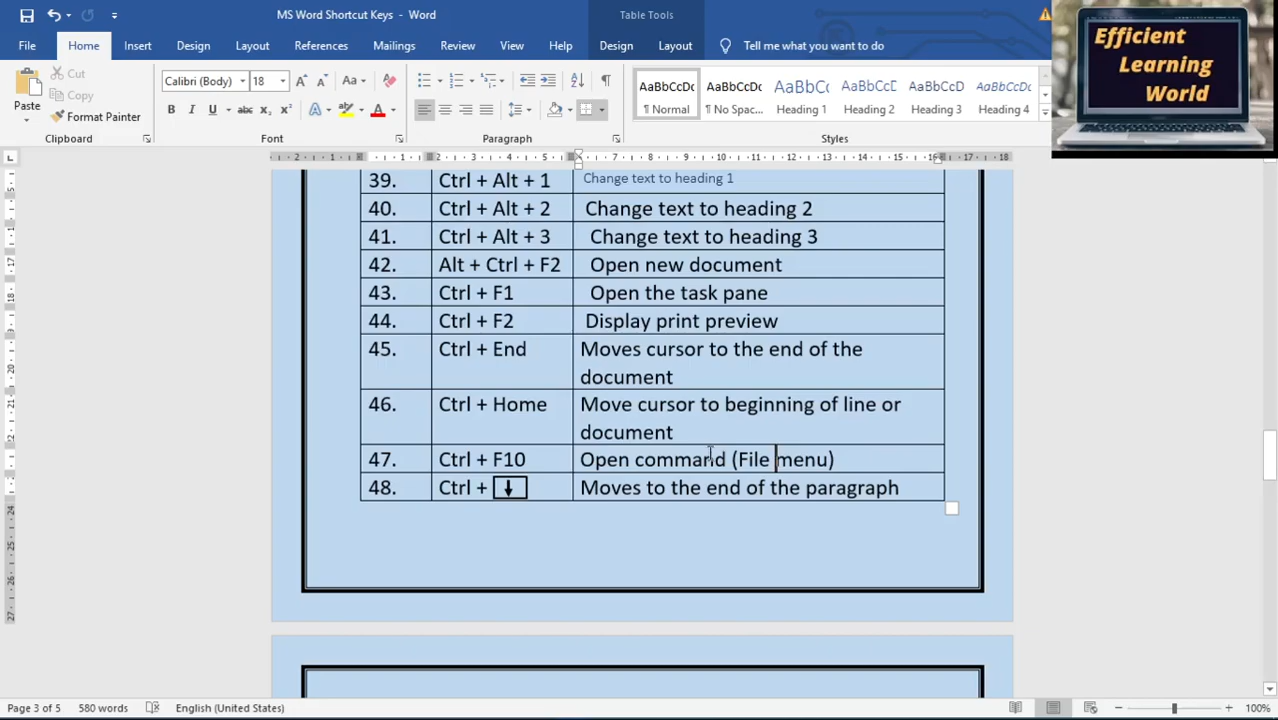 MS Word Shortcut Keys - Word
Table Tools
File Home Insert Design Layout References Mailings Review View Help Design Layout Tell me what you want to do
Efficient
Learning
World
Paste
Cut
Copy
Format Painter
Clipboard
Calibri (Body) 18
Font
Paragraph
AaBbCcDc AaBbCcDc AaBbC AaBbCcE AaBbCcD AaBbCcDc
¶ Normal ¶ No Spac... Heading 1 Heading 2 Heading 3 Heading 4
Styles
39. Ctrl + Alt + 1 Change text to heading 1
40. Ctrl + Alt + 2 Change text to heading 2
41. Ctrl + Alt + 3 Change text to heading 3
42. Alt + Ctrl + F2 Open new document
43. Ctrl + F1 Open the task pane
44. Ctrl + F2 Display print preview
45. Ctrl + End Moves cursor to the end of the
document
46. Ctrl + Home Move cursor to beginning of line or
document
47. Ctrl + F10 Open command (File menu)
48. Ctrl + ↓ Moves to the end of the paragraph
Page 3 of 5 580 words English (United States) 100%